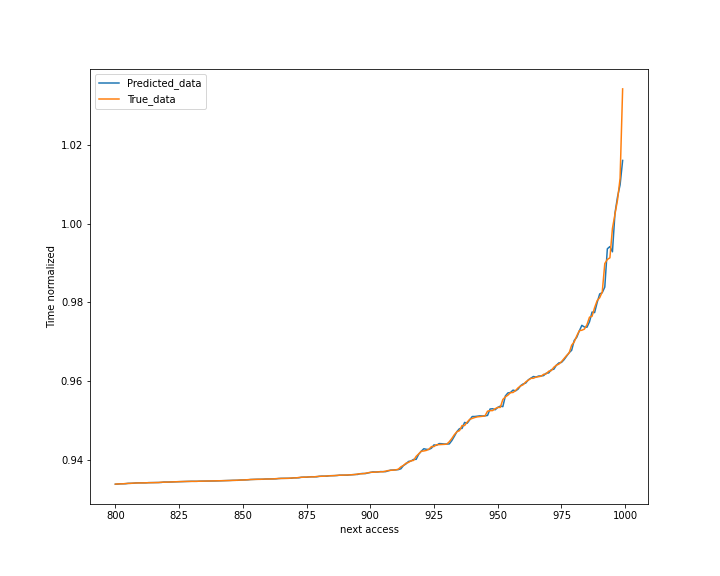 Predicted_data
True_data
1.02
1.00
0.98
0.96
0.94
Time normalized
800 825 850 875 900 925 950 975 1000
next access